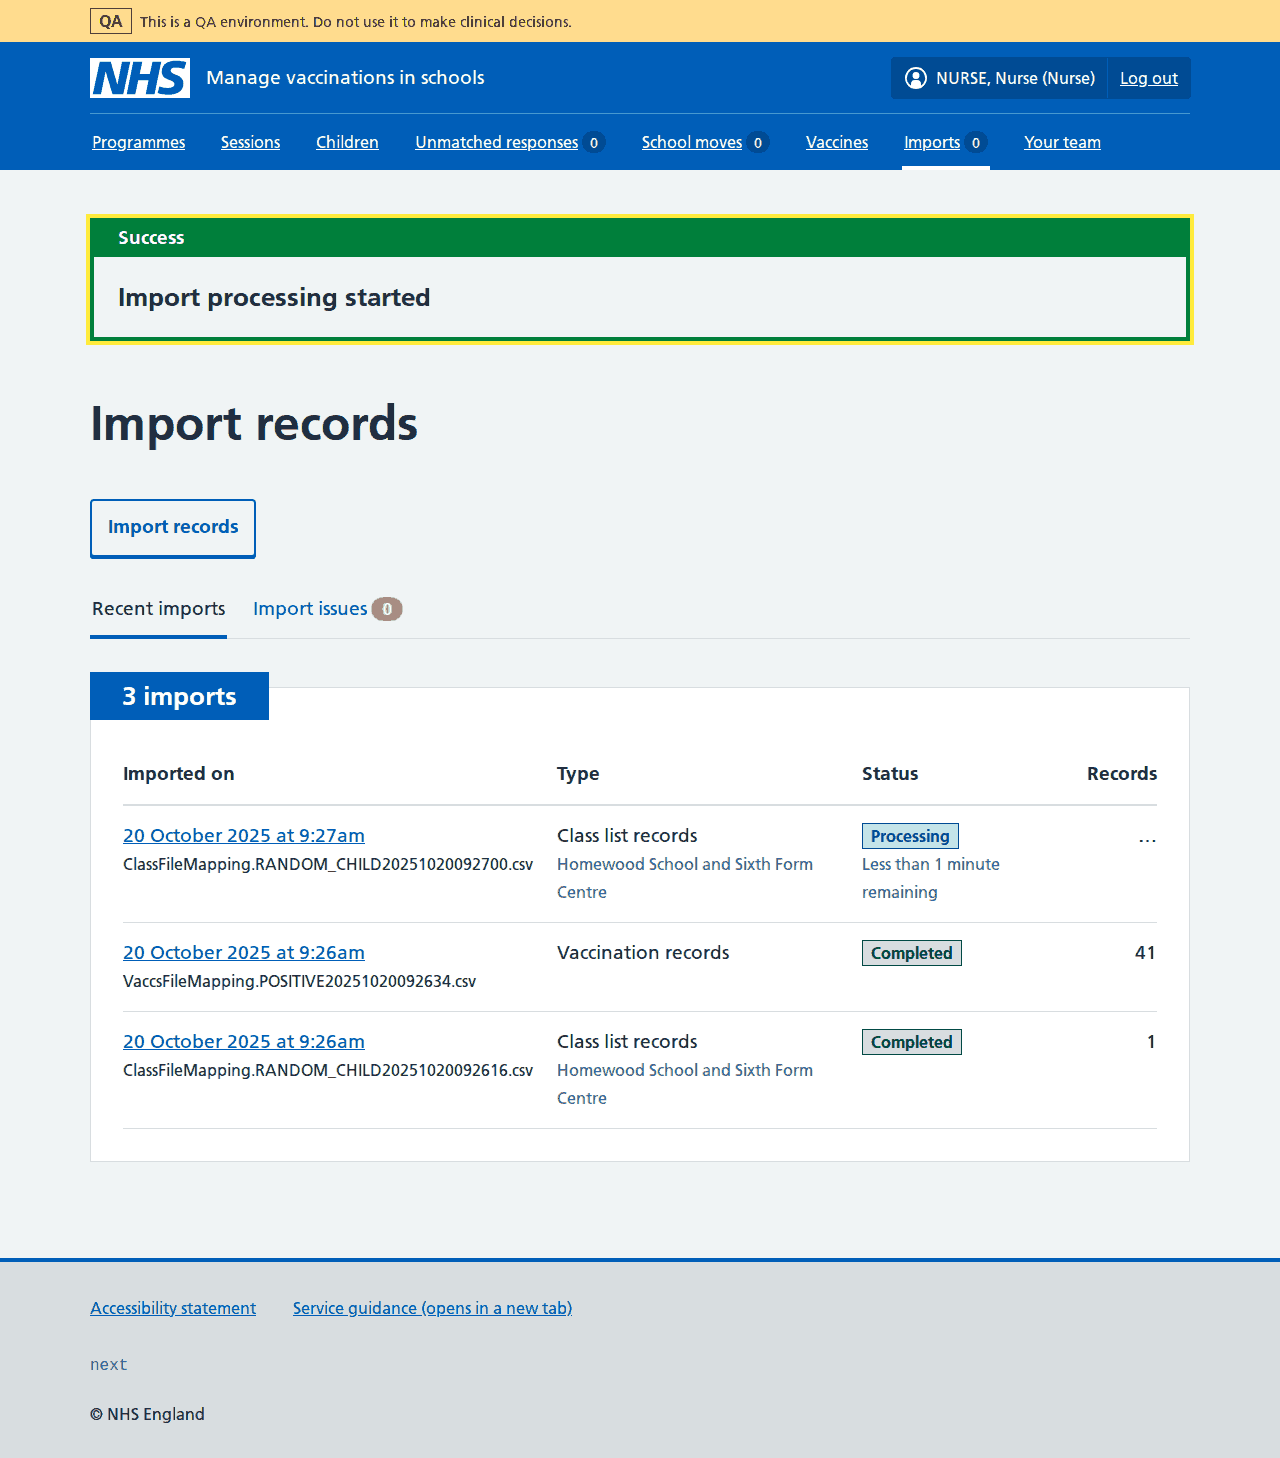 QA This is a QA environment. Do not use it to make clinical decisions.
NHS Manage vaccinations in schools NURSE, Nurse (Nurse) Log out
Programmes Sessions Children Unmatched responses 0 School moves 0 Vaccines Imports 0 Your team
Success
Import processing started
Import records
Import records
Recent imports Import issues 0
3 imports
Imported on Type Status Records
20 October 2025 at 9:27am Class list records Processing ...
ClassFileMapping.RANDOM_CHILD20251020092700.csv Homewood School and Sixth Form Less than 1 minute
Centre remaining
20 October 2025 at 9:26am Vaccination records Completed 41
VaccsFileMapping.POSITIVE20251020092634.csv
20 October 2025 at 9:26am Class list records Completed 1
ClassFileMapping.RANDOM_CHILD20251020092616.csv Homewood School and Sixth Form
Centre
Accessibility statement Service guidance (opens in a new tab)
next
© NHS England